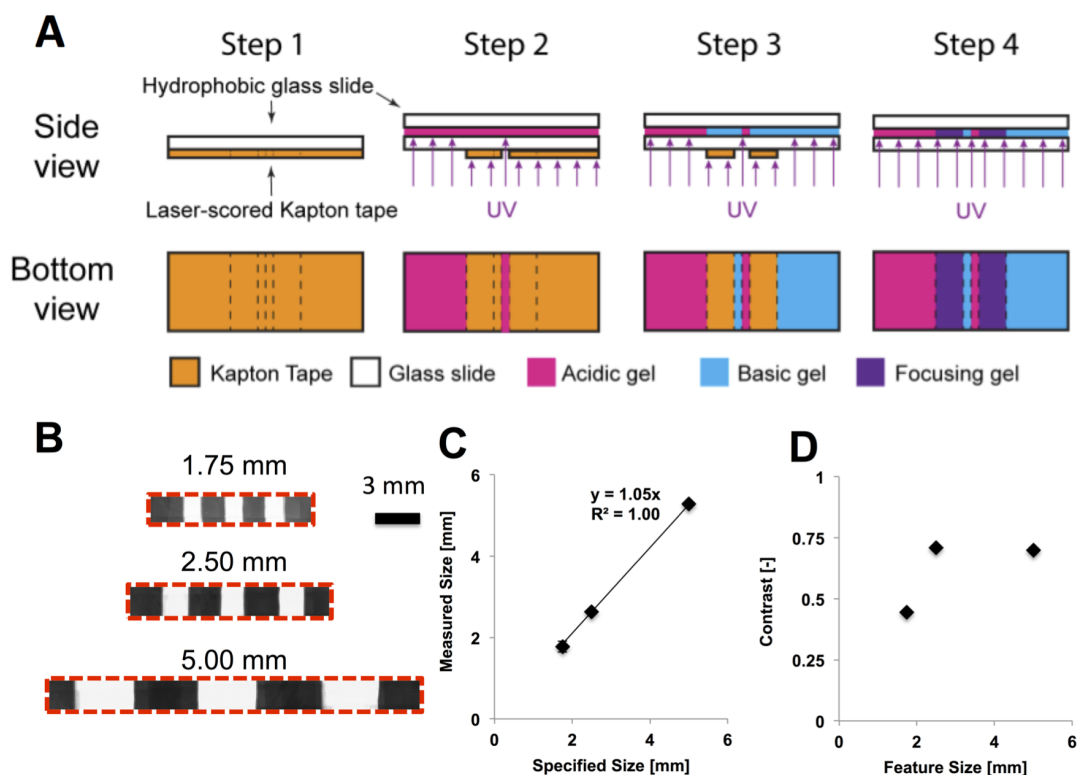 A
Step 1
Step 2
Step 3
Step 4
Hydrophobic glass slide
Side
view
Laser-scored Kapton tape
UV
UV
UV
Bottom
view
Kapton Tape
Glass slide
Acidic gel
Basic gel
Focusing gel
B
1.75 mm
3 mm
2.50 mm
5.00 mm
C
6
4
2
0
Measured Size [mm]
y = 1.05x
R² = 1.00
2
4
6
Specified Size [mm]
D
1
0.75
0.5
0.25
0
Contrast [-]
0
2
4
6
Feature Size [mm]